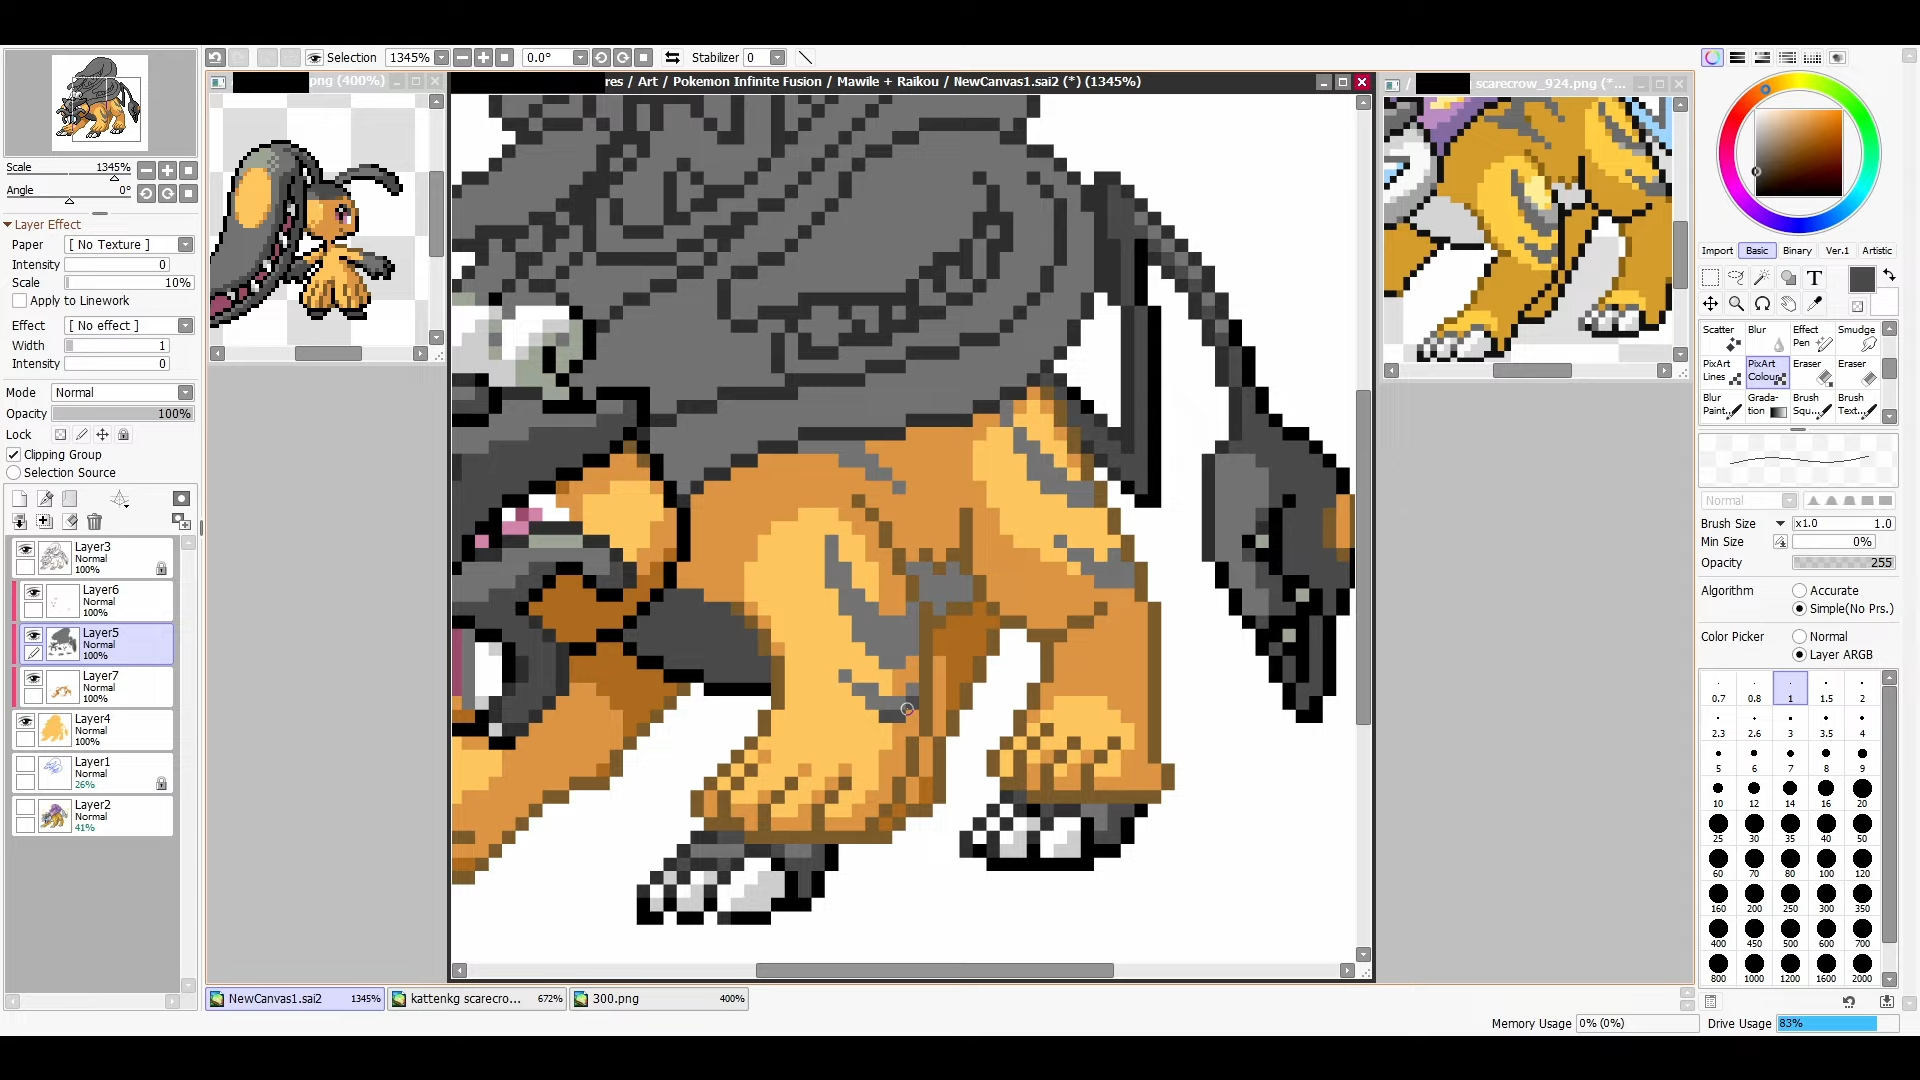 Selection
1345%
0.0°
Stabilizer 0
png (400%)
res / Art / Pokemon Infinite Fusion / Mawile + Raikou / NewCanvas1.sai2 (*) (1345%)
/
scarecrow_924.png (*...
Scale 1345%
Angle 0°
Layer Effect
Paper [ No Texture ]
Intensity 0
Scale 10%
Apply to Linework
Effect [ No effect ]
Width 1
Intensity 0
Mode Normal
Opacity 100%
Lock
Clipping Group
Selection Source
Layer3
Normal
100%
Layer6
Normal
100%
Layer5
Normal
100%
Layer7
Normal
100%
Layer4
Normal
100%
Layer1
Normal
26%
Layer2
Normal
41%
Import Basic Binary Ver.1 Artistic
T
Scatter Blur Effect Pen Smudge
PixArt Lines PixArt Colour Eraser Eraser
Blur Paint Grada-tion Brush Squ... Brush Text...
Normal
Brush Size x1.0 1.0
Min Size 0%
Opacity 255
Algorithm Accurate
Simple(No Prs.)
Color Picker Normal
Layer ARGB
0.7 0.8 1 1.5 2
2.3 2.6 3 3.5 4
5 6 7 8 9
10 12 14 16 20
25 30 35 40 50
60 70 80 100 120
160 200 250 300 350
400 450 500 600 700
800 1000 1200 1600 2000
NewCanvas1.sai2 1345%
kattenkg scarecro... 672%
300.png 400%
Memory Usage 0% (0%)
Drive Usage 83%